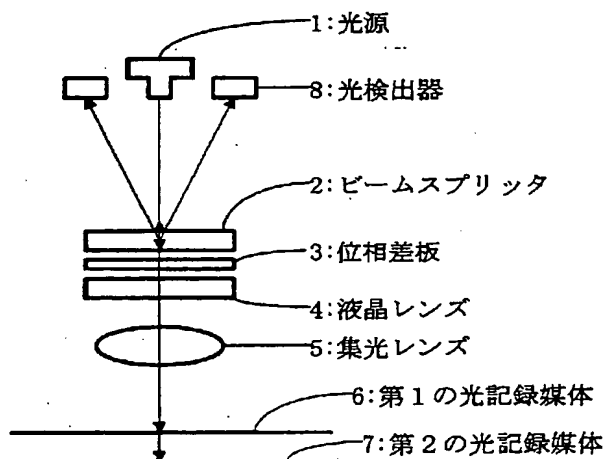 1:光源
8:光検出器
2:ビームスプリッタ
3:位相差板
4:液晶レンズ
5:集光レンズ
6:第1の光記録媒体
7:第2の光記録媒体